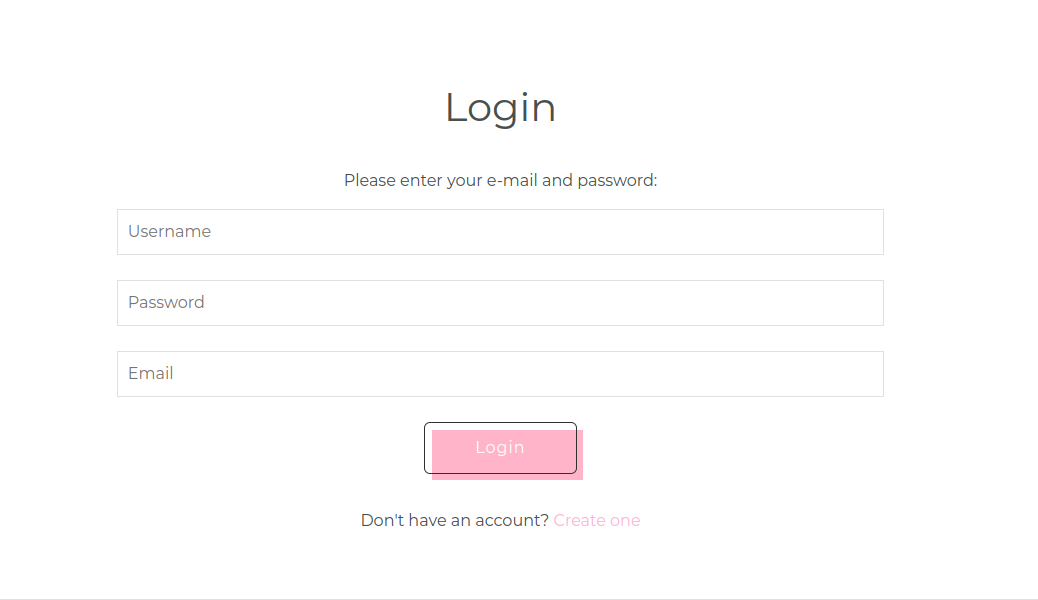 Login
Please enter your e-mail and password:
Username
Password
Email
Login
Don't have an account? Create one